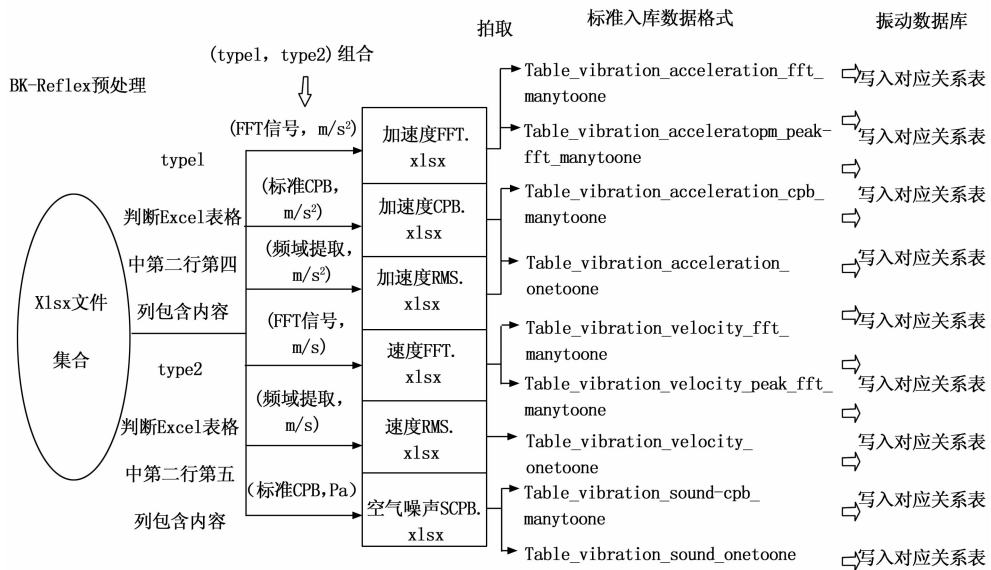 BK-Reflex预处理
(type1, type2)组合
拍取
标准入库数据格式
振动数据库
Xlsx文件
集合
type1
判断Excel表格
中第二行第四
列包含内容
type2
判断Excel表格
中第二行第五
列包含内容
(FFT信号, m/s²)
(标准CPB,
m/s²)
(频域提取,
m/s²)
(FFT信号,
m/s)
(频域提取,
m/s)
(标准CPB,Pa)
加速度FFT.
xlsx
加速度CPB.
xlsx
加速度RMS.
xlsx
速度FFT.
xlsx
速度RMS.
xlsx
空气噪声SCPB.
xlsx
Table_vibration_acceleration_fft_
manytoone
Table_vibration_acceleratopm_peak-
fft_manytoone
Table_vibration_acceleration_cpb_
manytoone
Table_vibration_acceleration_
onetoone
Table_vibration_velocity_fft_
manytoone
Table_vibration_velocity_peak_fft_
manytoone
Table_vibration_velocity_
onetoone
Table_vibration_sound-cpb_
manytoone
Table_vibration_sound_onetoone
写入对应关系表
写入对应关系表
写入对应关系表
写入对应关系表
写入对应关系表
写入对应关系表
写入对应关系表
写入对应关系表
写入对应关系表